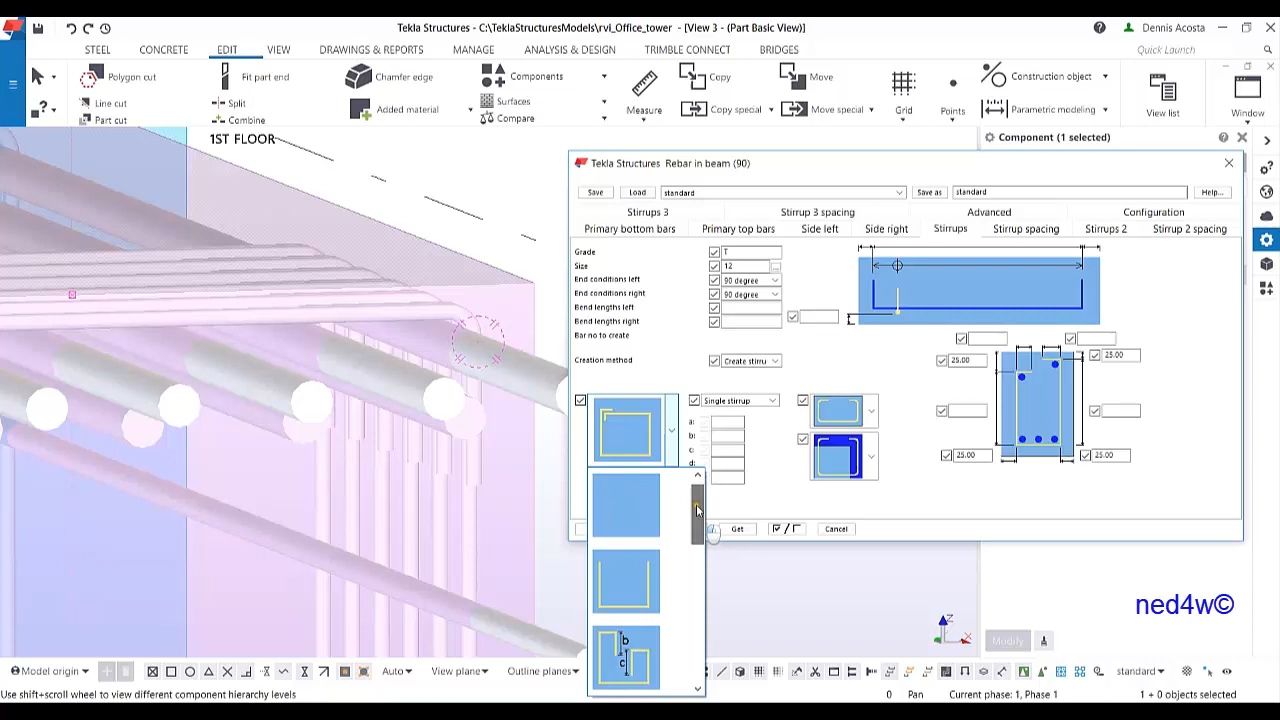 Tekla Structures - C:\TeklaStructuresModels\rvi_Office_tower - [View 3 - (Part Basic View)]
Dennis Acosta
STEEL CONCRETE EDIT VIEW DRAWINGS & REPORTS MANAGE ANALYSIS & DESIGN TRIMBLE CONNECT BRIDGES
Quick Launch
Polygon cut Fit part end Chamfer edge Components Copy Move Construction object
Line cut Split Added material Surfaces Measure Copy special Move special Grid Points Parametric modeling View list Window
Part cut Combine Compare
1ST FLOOR
Component (1 selected)
Tekla Structures Rebar in beam (90)
Save Load standard Save as standard Help...
Stirrups 3 Stirrup 3 spacing Advanced Configuration
Primary bottom bars Primary top bars Side left Side right Stirrups Stirrup spacing Stirrups 2 Stirrup 2 spacing
Grade T
Size 12 ...
End conditions left 90 degree
End conditions right 90 degree
Bend lengths left
Bend lengths right
Bar no to create
Creation method Create stirru
25.00 25.00
Single stirrup
a:
b:
c:
d:
25.00 25.00
Get Cancel
b
c
ned4w©
Modify
Model origin Auto View plane Outline planes standard
Use shift+scroll wheel to view different component hierarchy levels 0 Pan Current phase: 1, Phase 1 1 + 0 objects selected